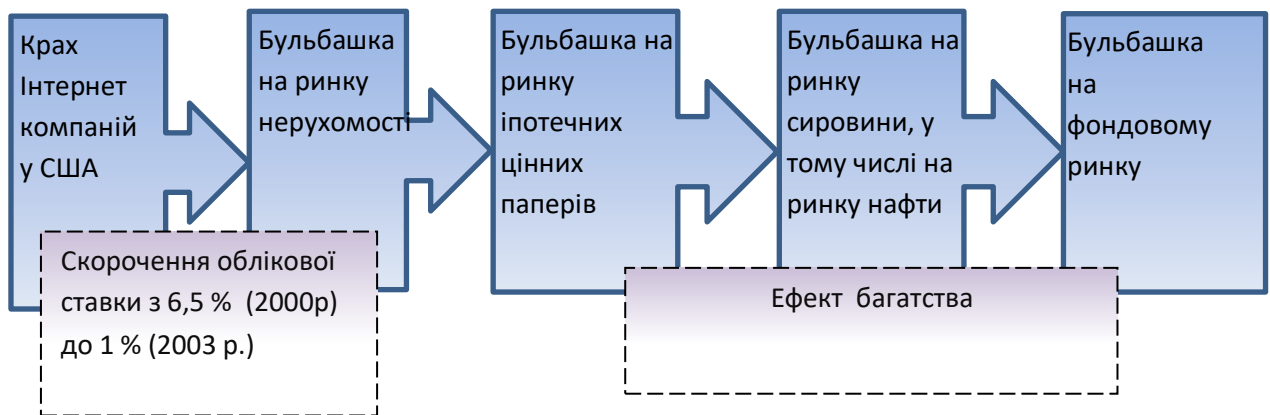 Крах
Інтернет
компаній
у США
Бульбашка
на ринку
нерухомості
Бульбашка на
ринку
іпотечних
цінних
паперів
Бульбашка на
ринку
сировини, у
тому числі на
ринку нафти
Бульбашка
на
фондовому
ринку
Скорочення облікової
ставки з 6,5 % (2000р)
до 1 % (2003 р.)
Ефект багатства